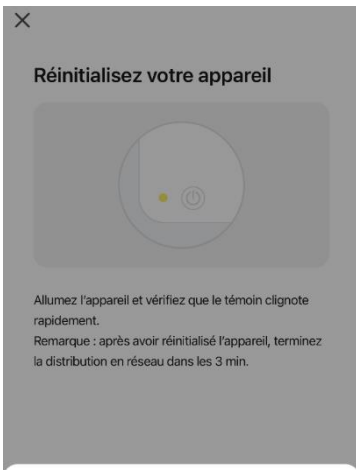 Réinitialisez votre appareil
Allumez l'appareil et vérifiez que le témoin clignote
rapidement.
Remarque : après avoir réinitialisé l'appareil, terminez
la distribution en réseau dans les 3 min.